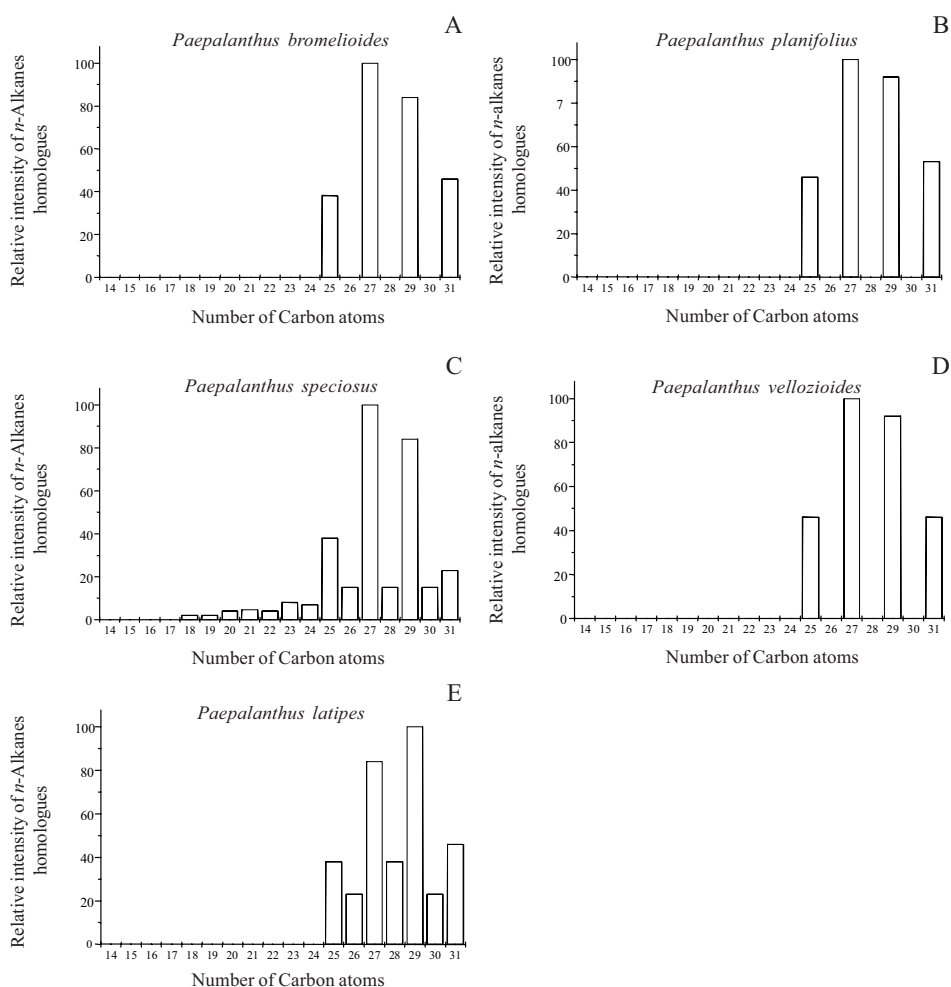 A
Paepalanthus bromelioides
Relative intensity of n-Alkanes
homologues
100
80
60
40
20
0
14 15 16 17 18 19 20 21 22 23 24 25 26 27 28 29 30 31
Number of Carbon atoms
B
Paepalanthus planifolius
Relative intensity of n-alkanes
homologues
100
7
60
40
20
0
14 15 16 17 18 19 20 21 22 23 24 25 26 27 28 29 30 31
Number of Carbon atoms
C
Paepalanthus speciosus
Relative intensity of n-Alkanes
homologues
100
80
60
40
20
0
14 15 16 17 18 19 20 21 22 23 24 25 26 27 28 29 30 31
Number of Carbon atoms
D
Paepalanthus vellozioides
Relative intensity of n-alkanes
homologues
100
80
60
40
20
0
14 15 16 17 18 19 20 21 22 23 24 25 26 27 28 29 30 31
Number of Carbon atoms
E
Paepalanthus latipes
Relative intensity of n-Alkanes
homologues
100
80
60
40
20
0
14 15 16 17 18 19 20 21 22 23 24 25 26 27 28 29 30 31
Number of Carbon atoms